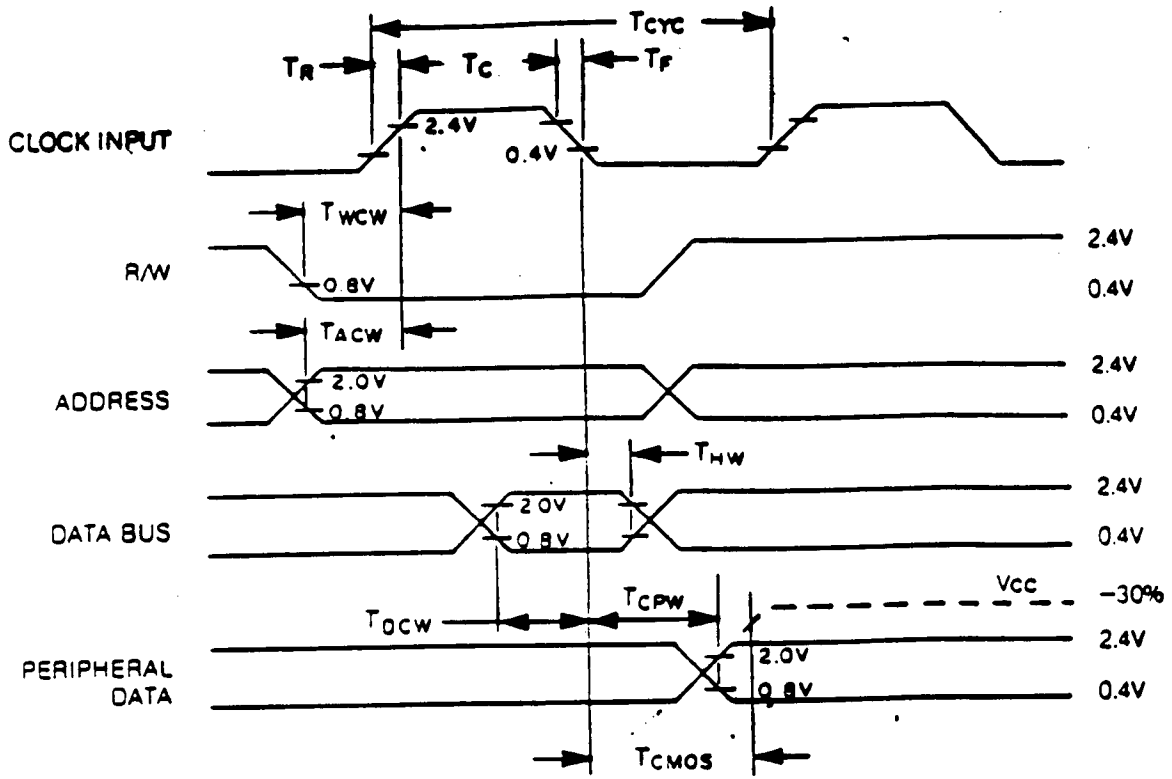 TCYC
TR TC TF
CLOCK INPUT
2.4V
0.4V
TWCW
R/W
0.8V
2.4V
0.4V
TACW
ADDRESS
2.0V
0.8V
2.4V
0.4V
THW
DATA BUS
2.0V
0.8V
2.4V
0.4V
TDCW
TCPW
VCC -30%
PERIPHERAL
DATA
2.0V
0.8V
2.4V
0.4V
TCMOS